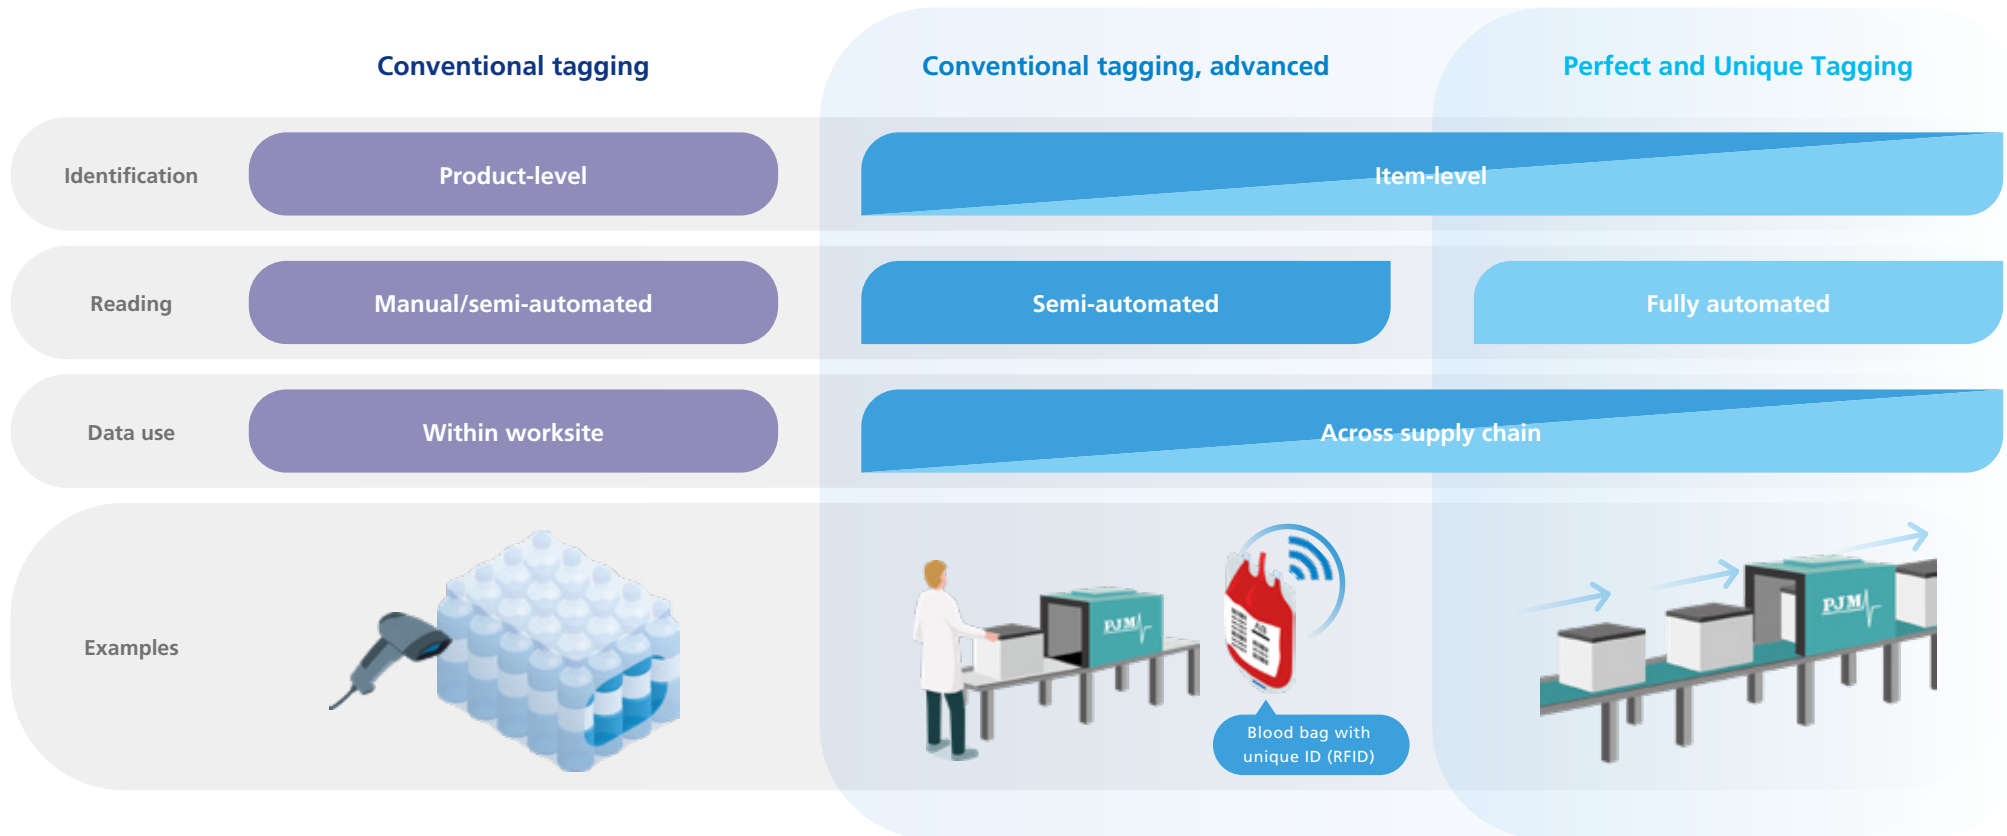 Conventional tagging
Conventional tagging, advanced
Perfect and Unique Tagging
Identification
Product-level
Item-level
Reading
Manual/semi-automated
Semi-automated
Fully automated
Data use
Within worksite
Across supply chain
Examples
PJM
AB
Blood bag with
unique ID (RFID)
PJM